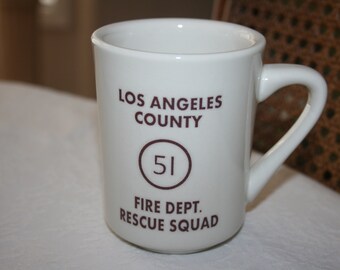 LOS ANGELES
COUNTY
51
FIRE DEPT.
RESCUE SQUAD